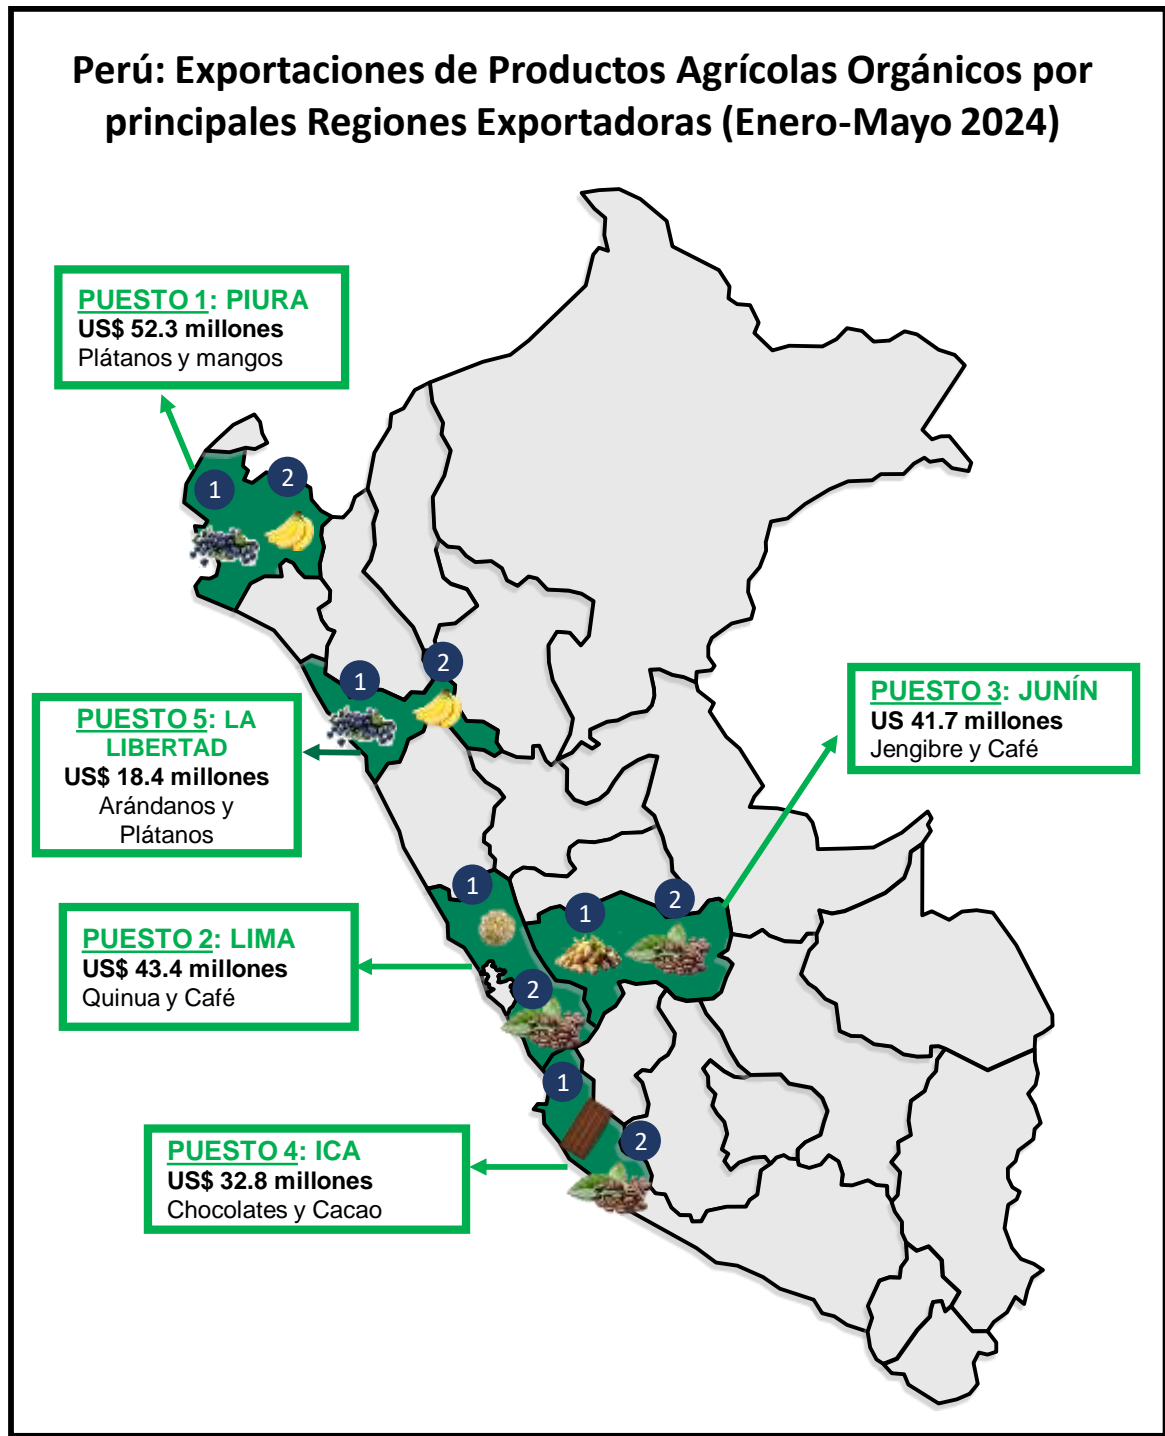 Perú: Exportaciones de Productos Agrícolas Orgánicos por
principales Regiones Exportadoras (Enero-Mayo 2024)
PUESTO 1: PIURA
US$ 52.3 millones
Plátanos y mangos
1
2
1
2
PUESTO 5: LA
LIBERTAD
US$ 18.4 millones
Arándanos y
Plátanos
PUESTO 3: JUNÍN
US 41.7 millones
Jengibre y Café
1
1
2
PUESTO 2: LIMA
US$ 43.4 millones
Quinua y Café
2
1
2
PUESTO 4: ICA
US$ 32.8 millones
Chocolates y Cacao